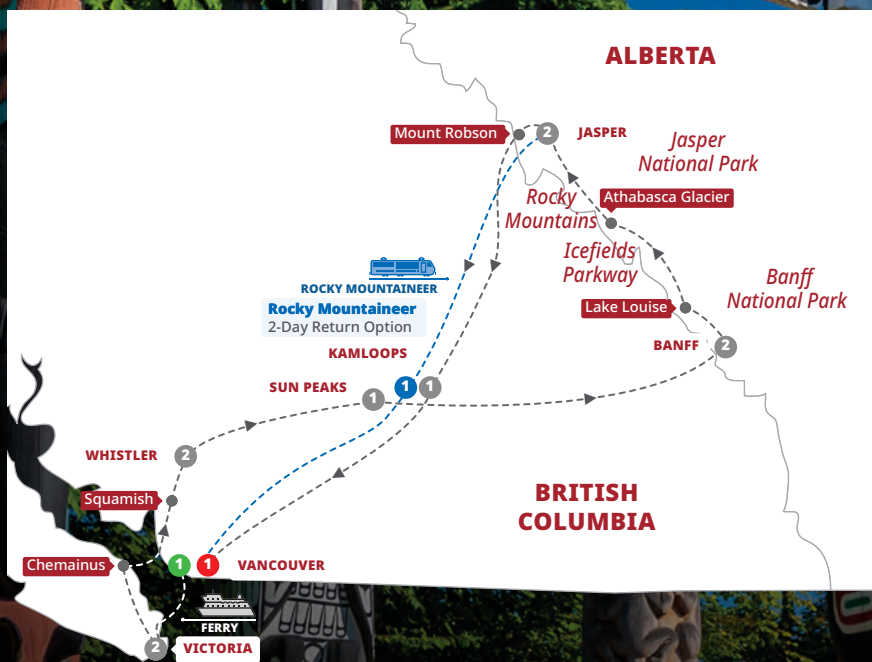 ALBERTA
Mount Robson
2
JASPER
Jasper
National Park
Rocky
Mountains
Athabasca Glacier
Icefields
Parkway
Banff
National Park
ROCKY MOUNTAINEER
Rocky Mountaineer
2-Day Return Option
Lake Louise
BANFF
2
KAMLOOPS
SUN PEAKS
1
1
1
WHISTLER
2
Squamish
BRITISH
COLUMBIA
Chemainus
1
1
VANCOUVER
FERRY
2
VICTORIA